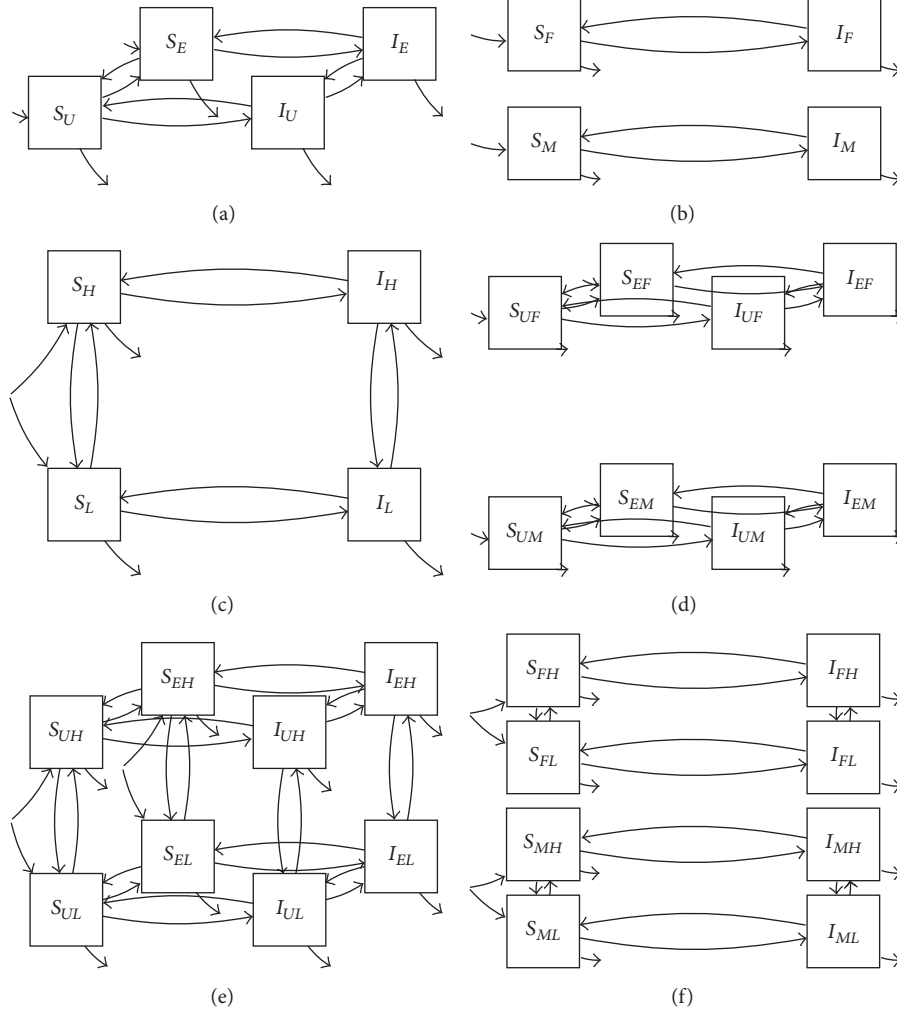 S_E I_E
S_U I_U
(a)
S_F I_F
S_M I_M
(b)
S_H I_H
S_L I_L
(c)
S_EF I_EF
S_UF I_UF
S_EM I_EM
S_UM I_UM
(d)
S_EH I_EH
S_UH I_UH
S_EL I_EL
S_UL I_UL
(e)
S_FH I_FH
S_FL I_FL
S_MH I_MH
S_ML I_ML
(f)